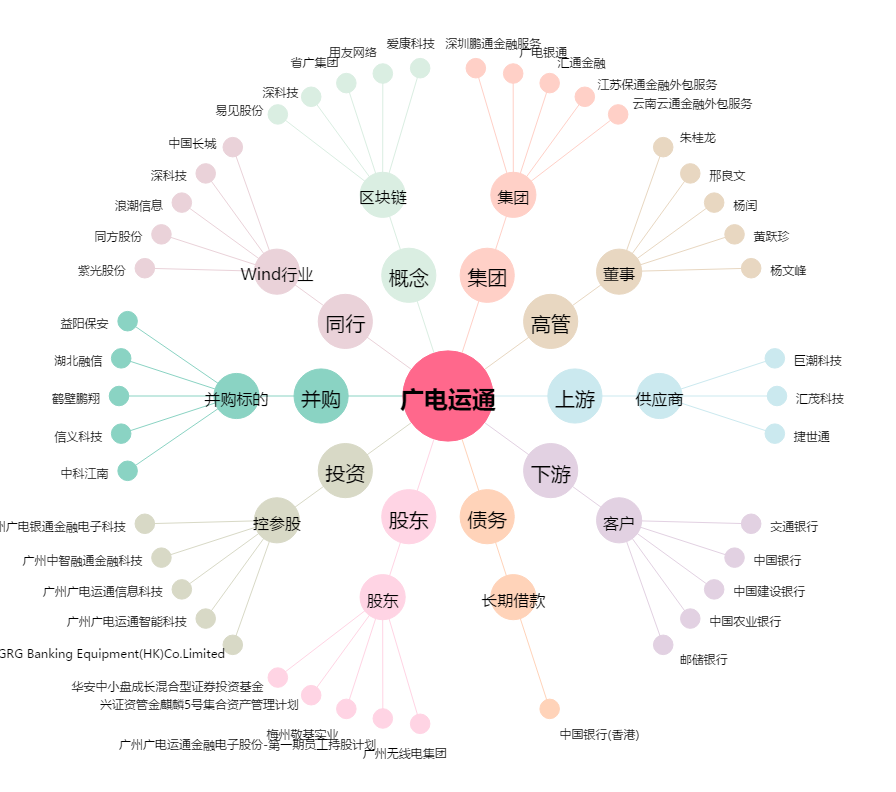 爱康科技
深圳鹏通金融服务
用友网络
广电银通
省广集团
汇通金融
深科技
江苏保通金融外包服务
易见股份
云南云通金融外包服务
中国长城
朱桂龙
深科技
邢良文
区块链
集团
浪潮信息
杨闰
同方股份
黄跃珍
紫光股份
Wind行业
概念
集团
董事
杨文峰
同行
高管
益阳保安
湖北融信
巨潮科技
鹤壁鹏翔
并购标的
并购
广电运通
上游
供应商
汇茂科技
信义科技
捷世通
中科江南
投资
下游
州广电银通金融电子科技
控参股
股东
债务
客户
交通银行
广州中智融通金融科技
中国银行
广州广电运通信息科技
中国建设银行
股东
长期借款
广州广电运通智能科技
中国农业银行
GRG Banking Equipment(HK)Co.Limited
邮储银行
华安中小盘成长混合型证券投资基金
兴证资管金麒麟5号集合资产管理计划
梅州敬基实业
中国银行(香港)
广州广电运通金融电子股份-第一期员工持股计划
广州无线电集团